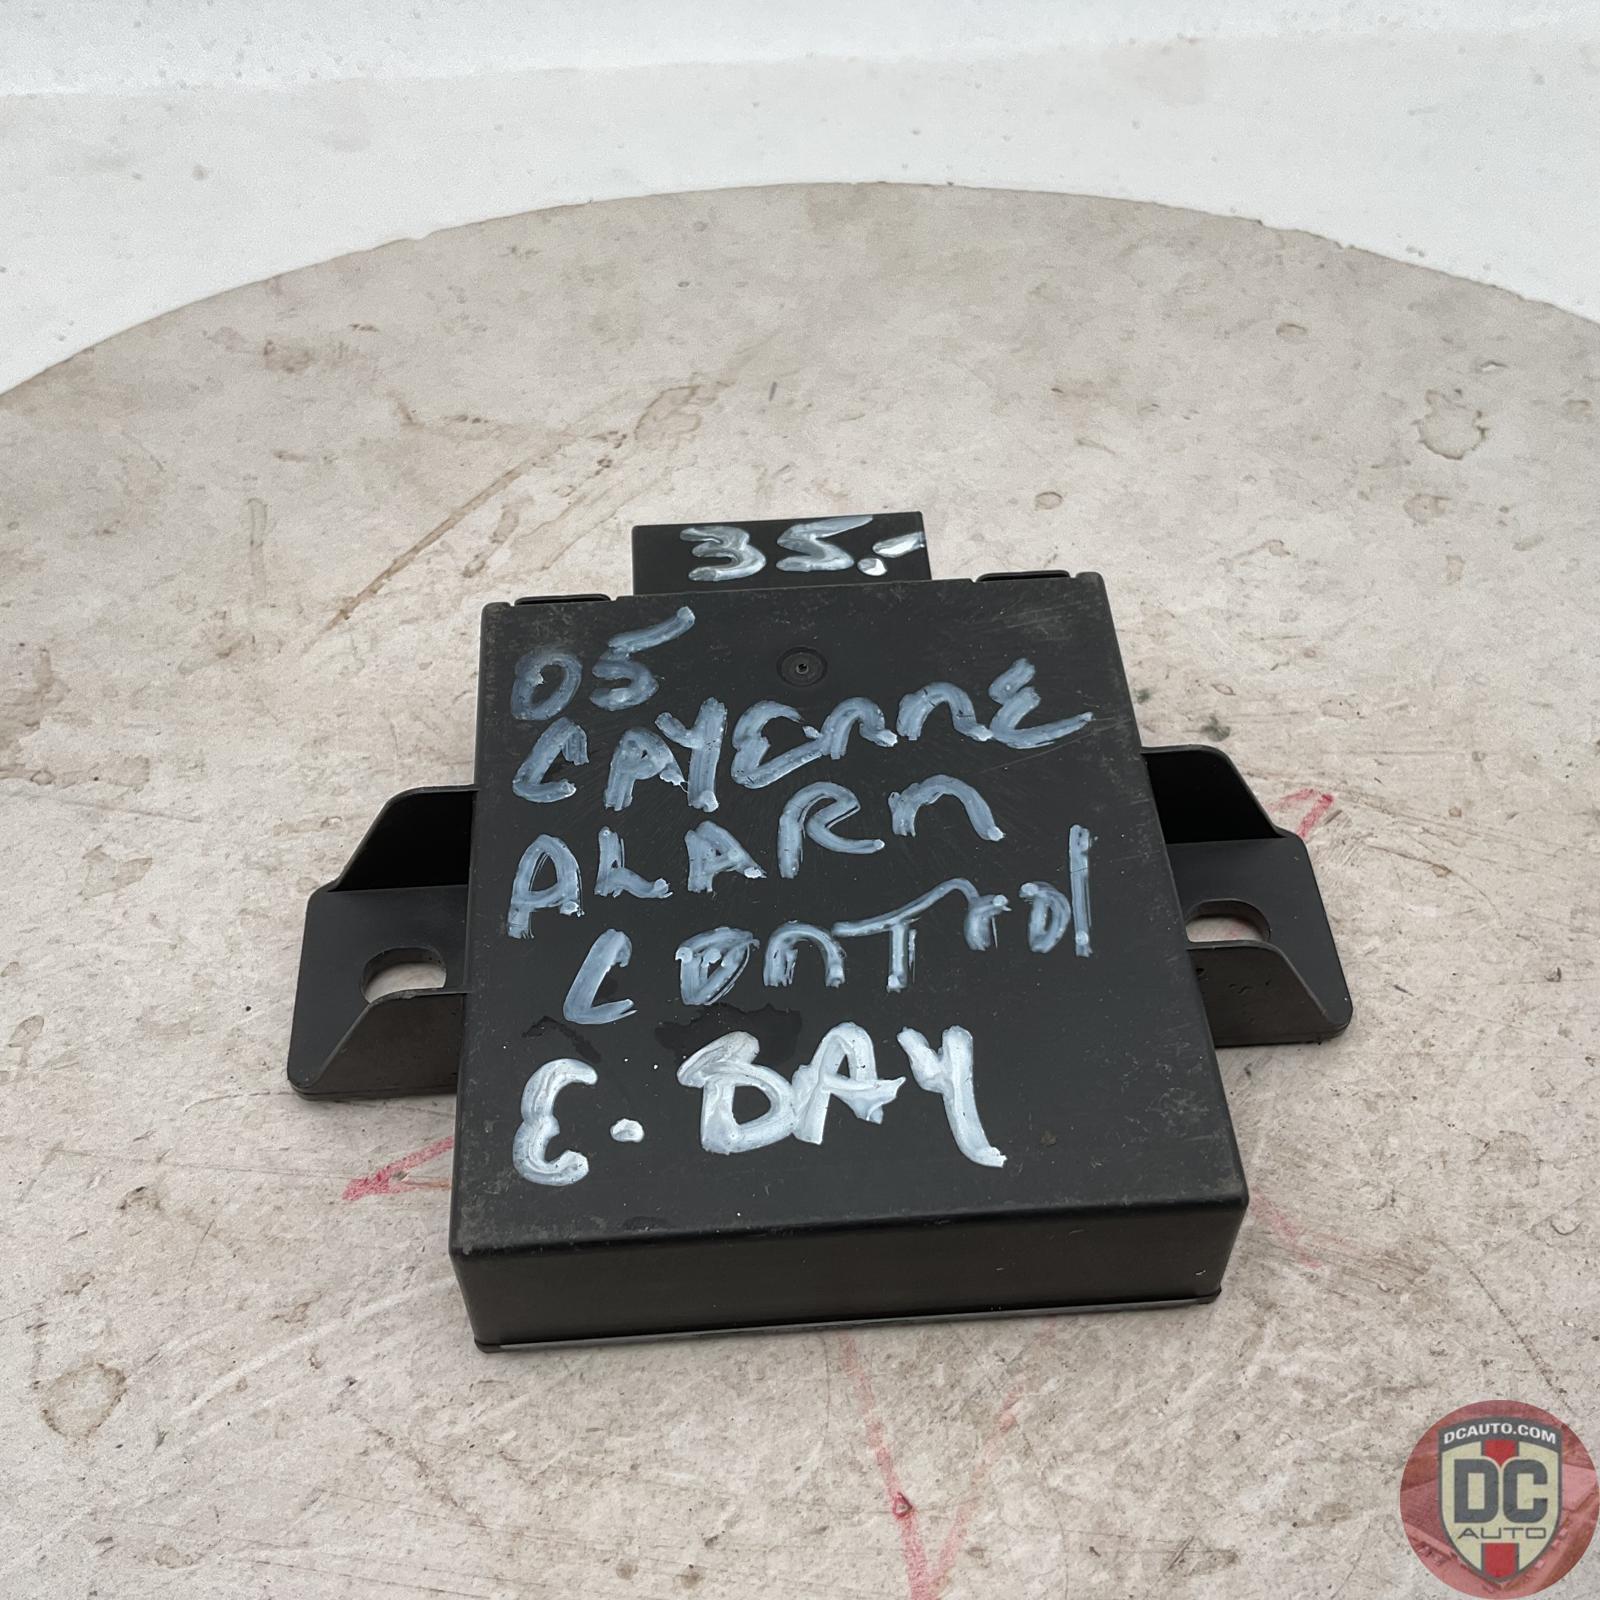 35.-
05
CAYENNE
ALARM
CONTROL
E.BAY
DCAUTO.COM
DC
AUTO